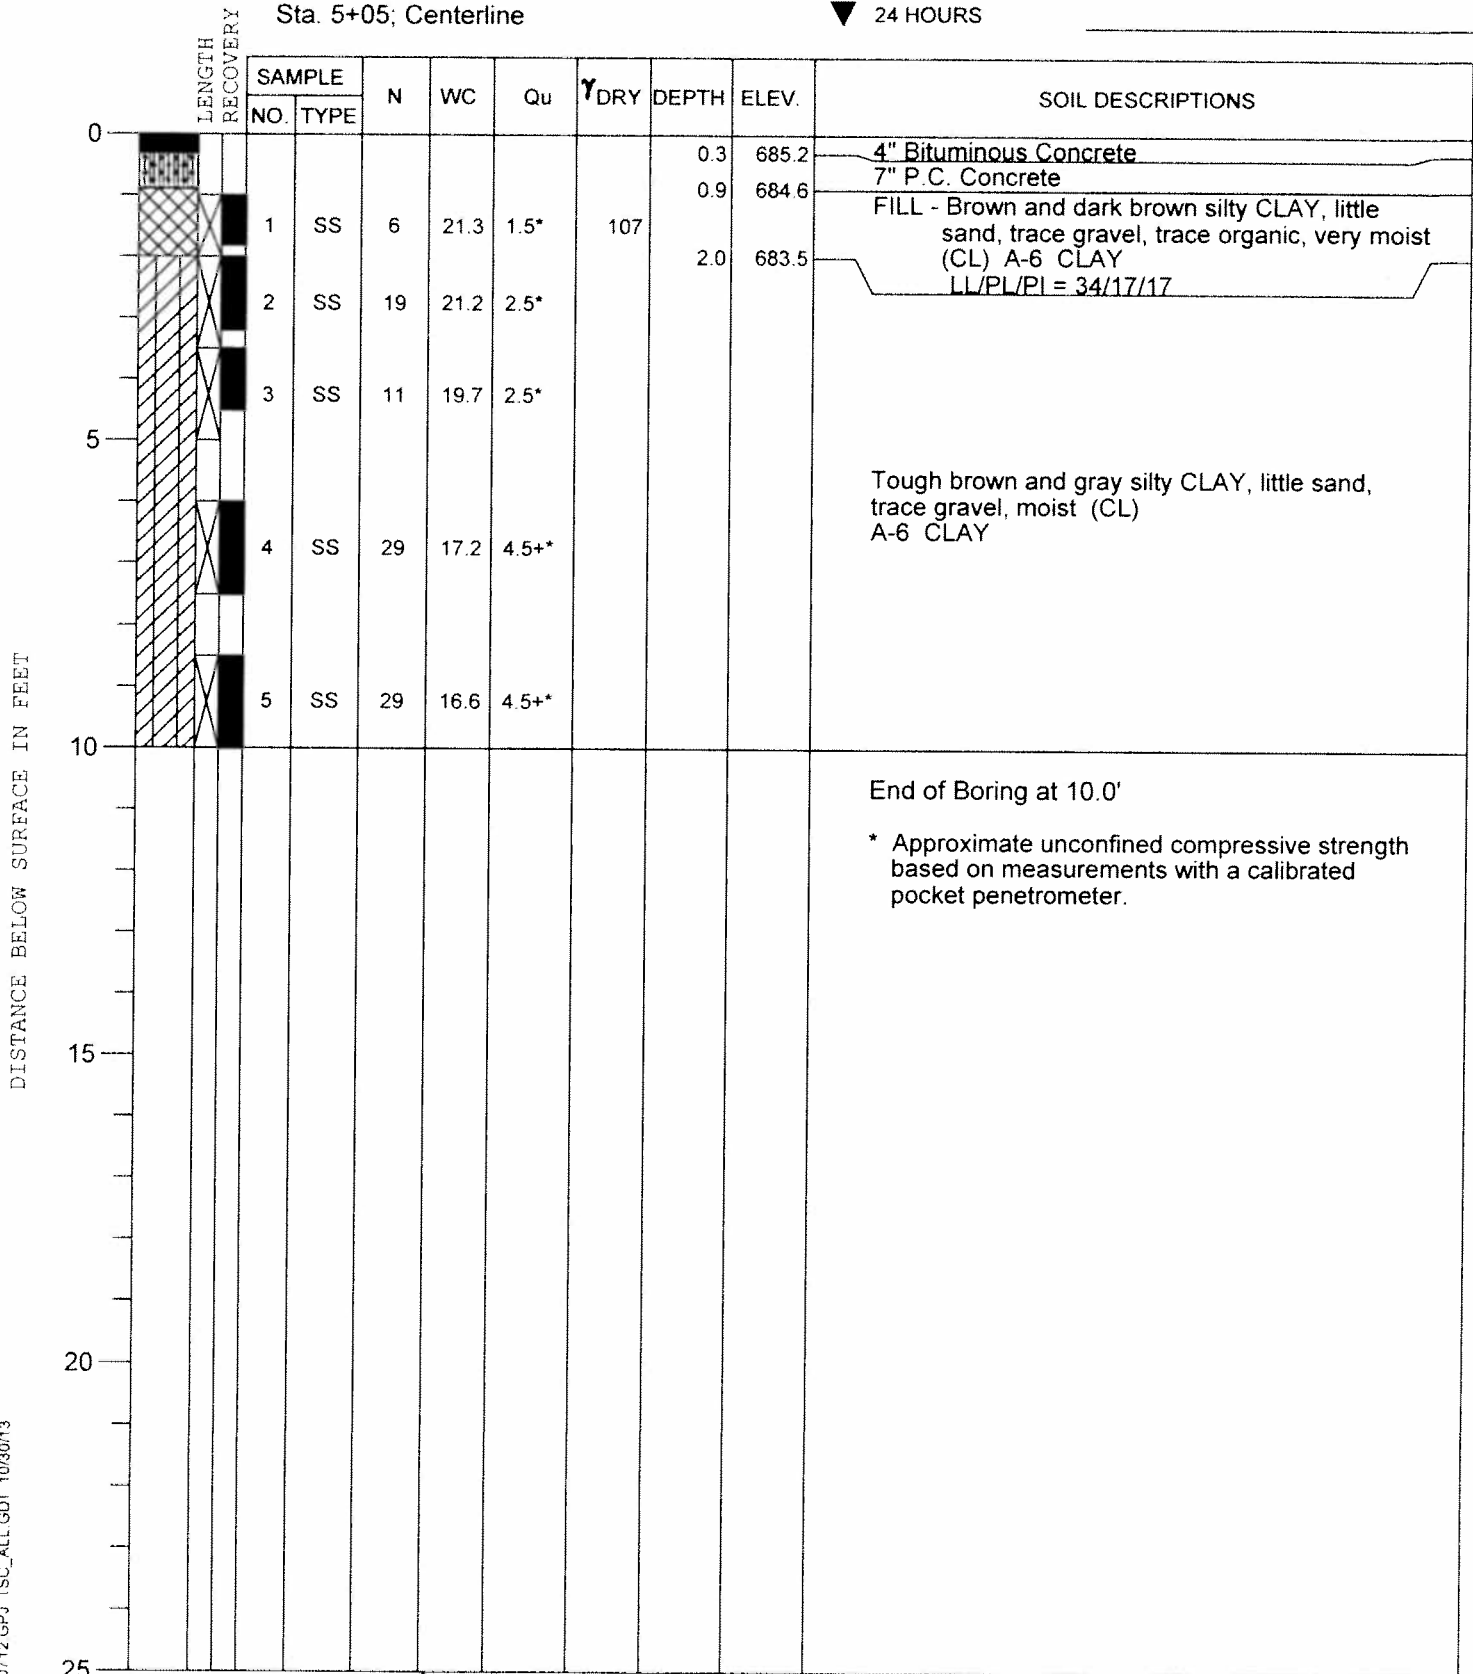 Sta. 5+05; Centerline
▼ 24 HOURS
LENGTH
RECOVERY
SAMPLE
NO. TYPE N WC Qu γDRY DEPTH ELEV. SOIL DESCRIPTIONS
0
0.3 685.2 4" Bituminous Concrete
7" P.C. Concrete
0.9 684.6
FILL - Brown and dark brown silty CLAY, little
1 SS 6 21.3 1.5* 107 sand, trace gravel, trace organic, very moist
2.0 683.5 (CL) A-6 CLAY
LL/PL/PI = 34/17/17
2 SS 19 21.2 2.5*
3 SS 11 19.7 2.5*
5
Tough brown and gray silty CLAY, little sand,
trace gravel, moist (CL)
A-6 CLAY
4 SS 29 17.2 4.5+*
5 SS 29 16.6 4.5+*
10
End of Boring at 10.0'
* Approximate unconfined compressive strength
based on measurements with a calibrated
pocket penetrometer.
15
20
25
DISTANCE BELOW SURFACE IN FEET
GPJ TSC_ALL.GDT 10/30/13